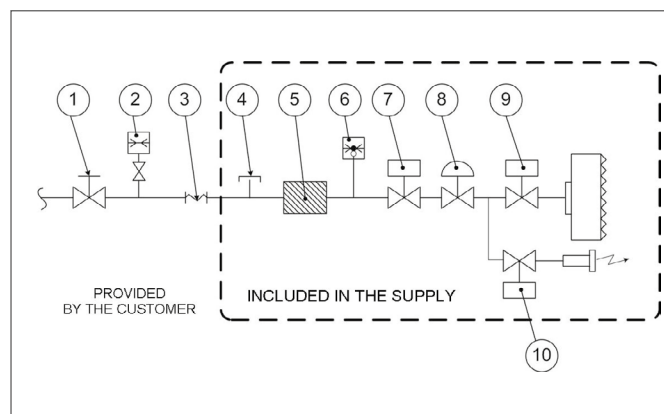 1 2 3 4 5 6 7 8 9
PROVIDED
BY THE CUSTOMER
INCLUDED IN THE SUPPLY
10